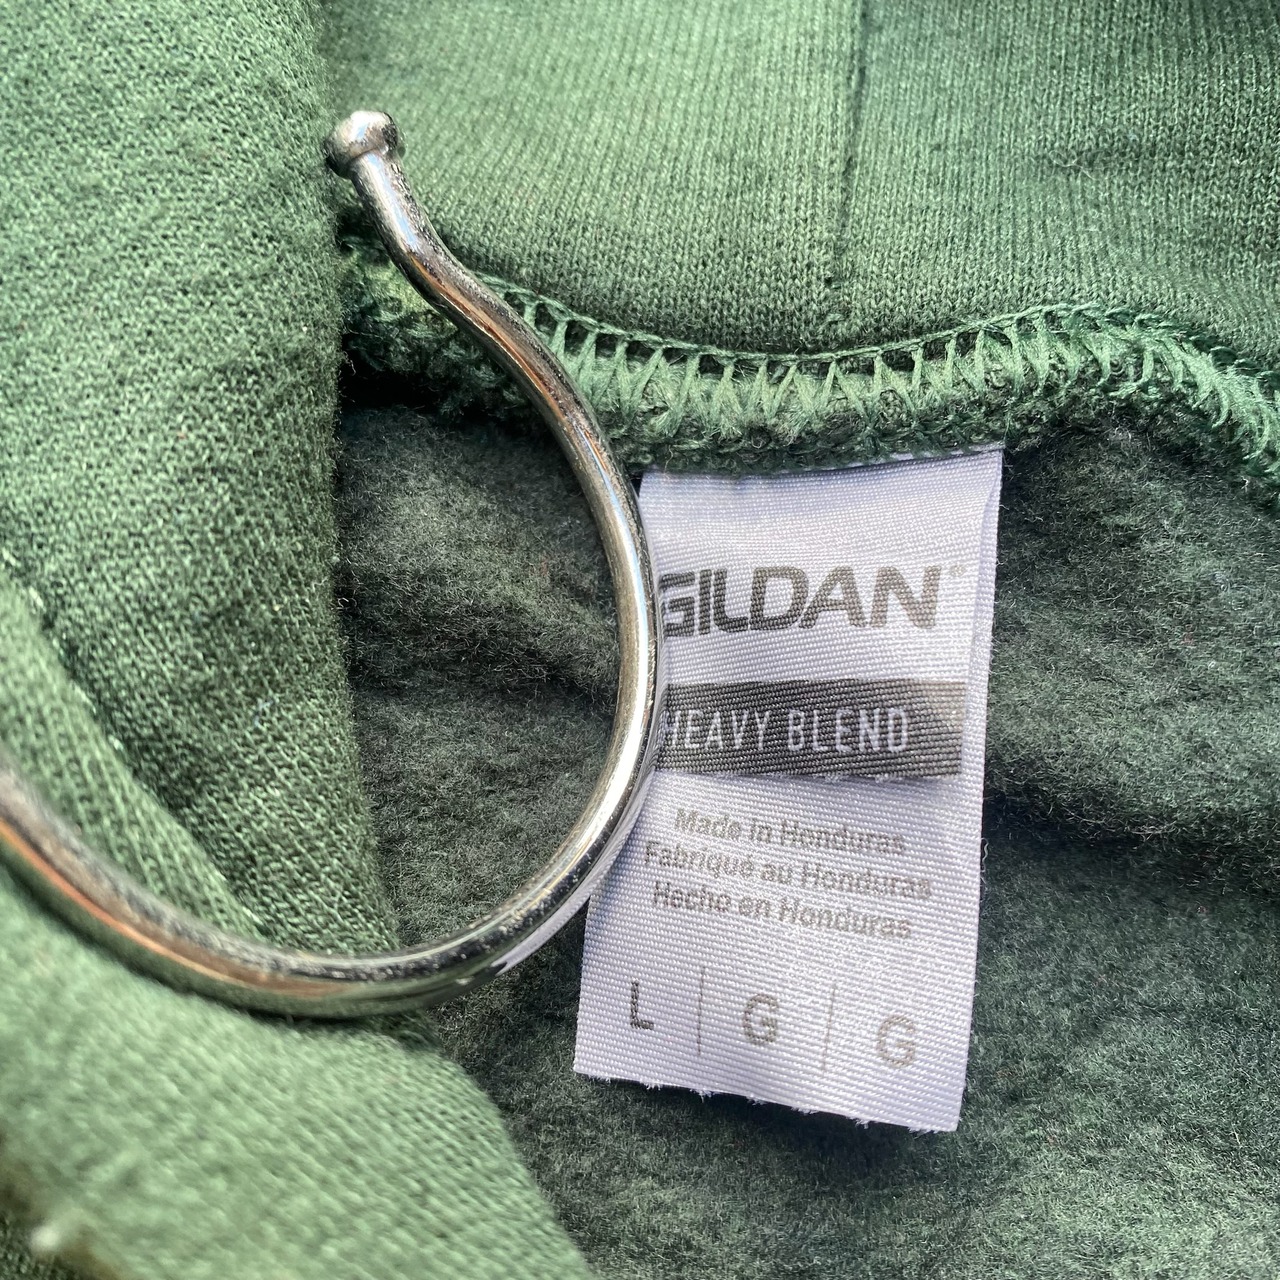 GILDAN®
HEAVY BLEND
Made in Honduras
Fabriqué au Honduras
Hecho en Honduras
L | G | G